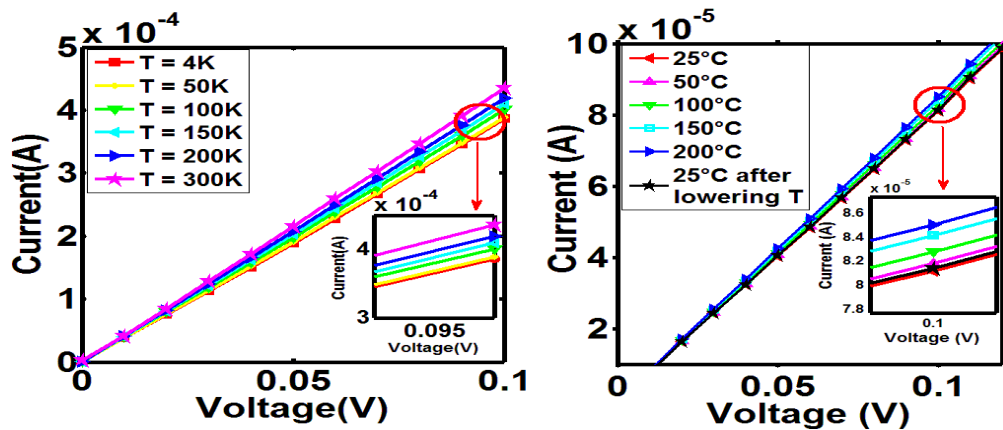 x 10-4
5
4
3
2
1
0
0
0.05
0.1
Current(A)
Voltage(V)
T = 4K
T = 50K
T = 100K
T = 150K
T = 200K
T = 300K
x 10-4
4
3
0.095
Current(A)
Voltage(V)
x 10-5
10
8
6
4
2
0
0.05
0.1
Current (A)
Voltage (V)
25°C
50°C
100°C
150°C
200°C
25°C after
lowering T
x 10-5
8.6
8.4
8.2
8
7.8
0.1
Current (A)
Voltage (V)